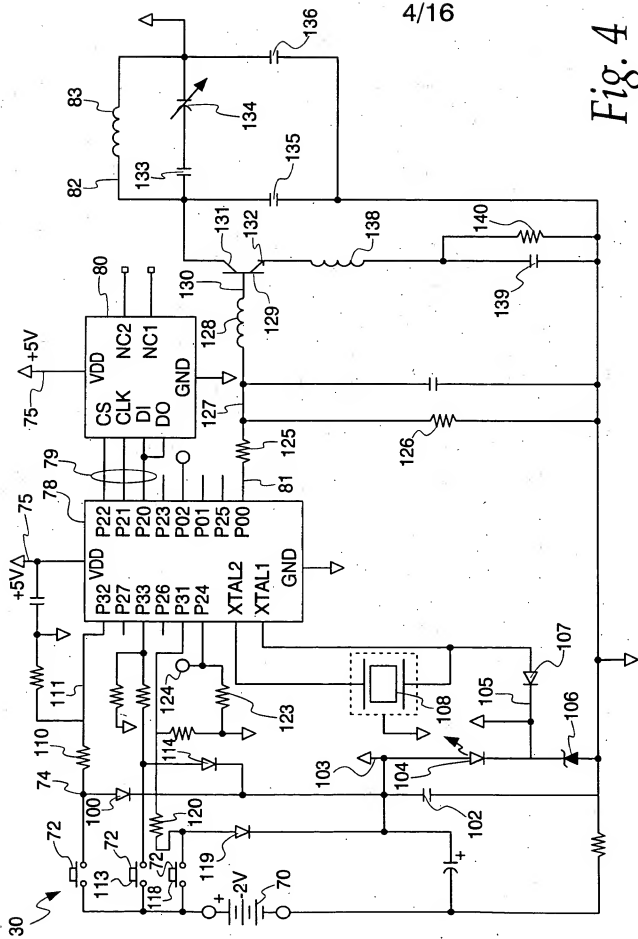 4/16
Fig. 4
30
72
74
110
111
+5V
75
78
79
75
+5V
80
VDD
CS
CLK
DI
DO
NC2
NC1
GND
VDD
P32
P27
P33
P26
P31
P24
XTAL2
XTAL1
GND
P22
P21
P20
P23
P02
P01
P25
P00
81
125
126
127
128
129
130
131
132
82
83
133
134
135
136
138
139
140
72
113
72
118
100
114
120
119
124
123
108
107
105
106
103
104
102
+
-2V
70
+